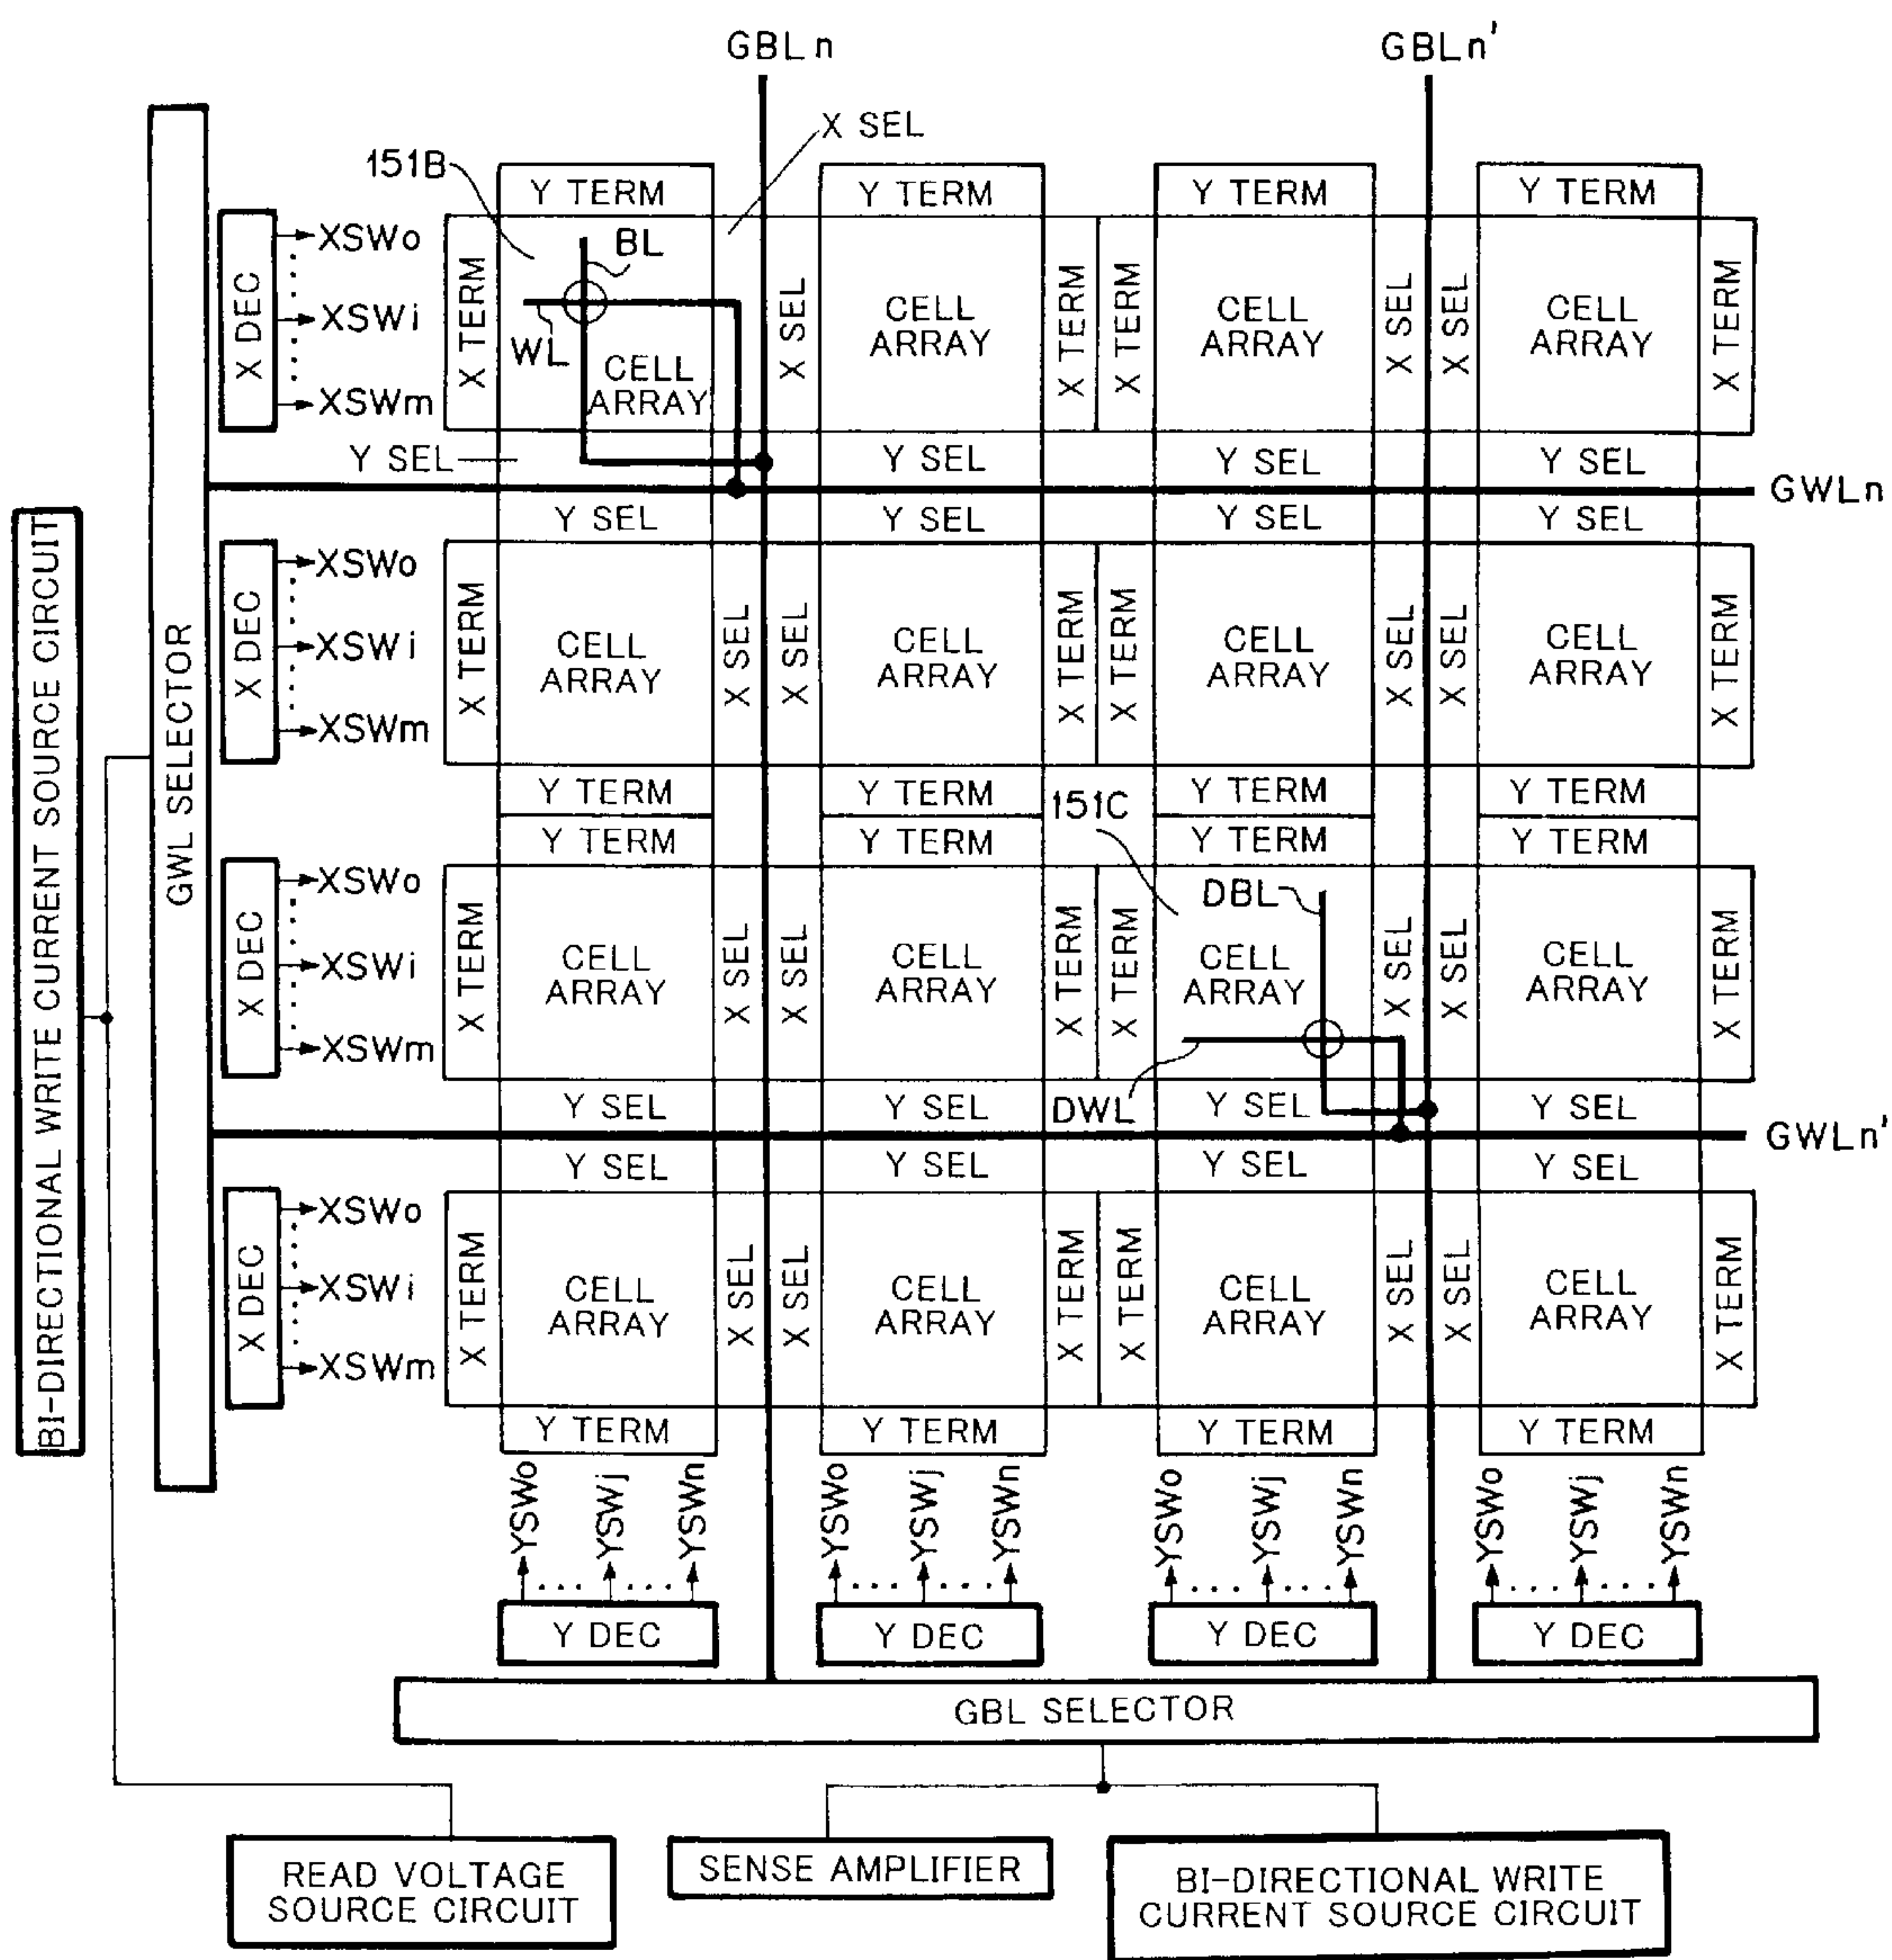 GBLn
GBLn'
X SEL
151B
Y TERM
Y TERM
Y TERM
Y TERM
X DEC
XSWo
XSWi
XSWm
X TERM
BL
WL
CELL
ARRAY
X SEL
CELL
ARRAY
X TERM
X TERM
CELL
ARRAY
X SEL
X SEL
CELL
ARRAY
X TERM
Y SEL
Y SEL
Y SEL
Y SEL
GWLn
Y SEL
Y SEL
Y SEL
Y SEL
BI-DIRECTIONAL WRITE CURRENT SOURCE CIRCUIT
GWL SELECTOR
X DEC
XSWo
XSWi
XSWm
X TERM
CELL
ARRAY
X SEL
X SEL
CELL
ARRAY
X TERM
X TERM
CELL
ARRAY
X SEL
X SEL
CELL
ARRAY
X TERM
Y TERM
Y TERM
151C
Y TERM
Y TERM
Y TERM
Y TERM
Y TERM
Y TERM
X DEC
XSWo
XSWi
XSWm
X TERM
CELL
ARRAY
X SEL
X SEL
CELL
ARRAY
X TERM
X TERM
DBL
CELL
ARRAY
X SEL
X SEL
CELL
ARRAY
X TERM
Y SEL
Y SEL
DWL
Y SEL
Y SEL
GWLn'
Y SEL
Y SEL
Y SEL
Y SEL
X DEC
XSWo
XSWi
XSWm
X TERM
CELL
ARRAY
X SEL
X SEL
CELL
ARRAY
X TERM
X TERM
CELL
ARRAY
X SEL
X SEL
CELL
ARRAY
X TERM
Y TERM
Y TERM
Y TERM
Y TERM
YSWo
YSWj
YSWn
YSWo
YSWj
YSWn
YSWo
YSWj
YSWn
YSWo
YSWj
YSWn
Y DEC
Y DEC
Y DEC
Y DEC
GBL SELECTOR
READ VOLTAGE
SOURCE CIRCUIT
SENSE AMPLIFIER
BI-DIRECTIONAL WRITE
CURRENT SOURCE CIRCUIT